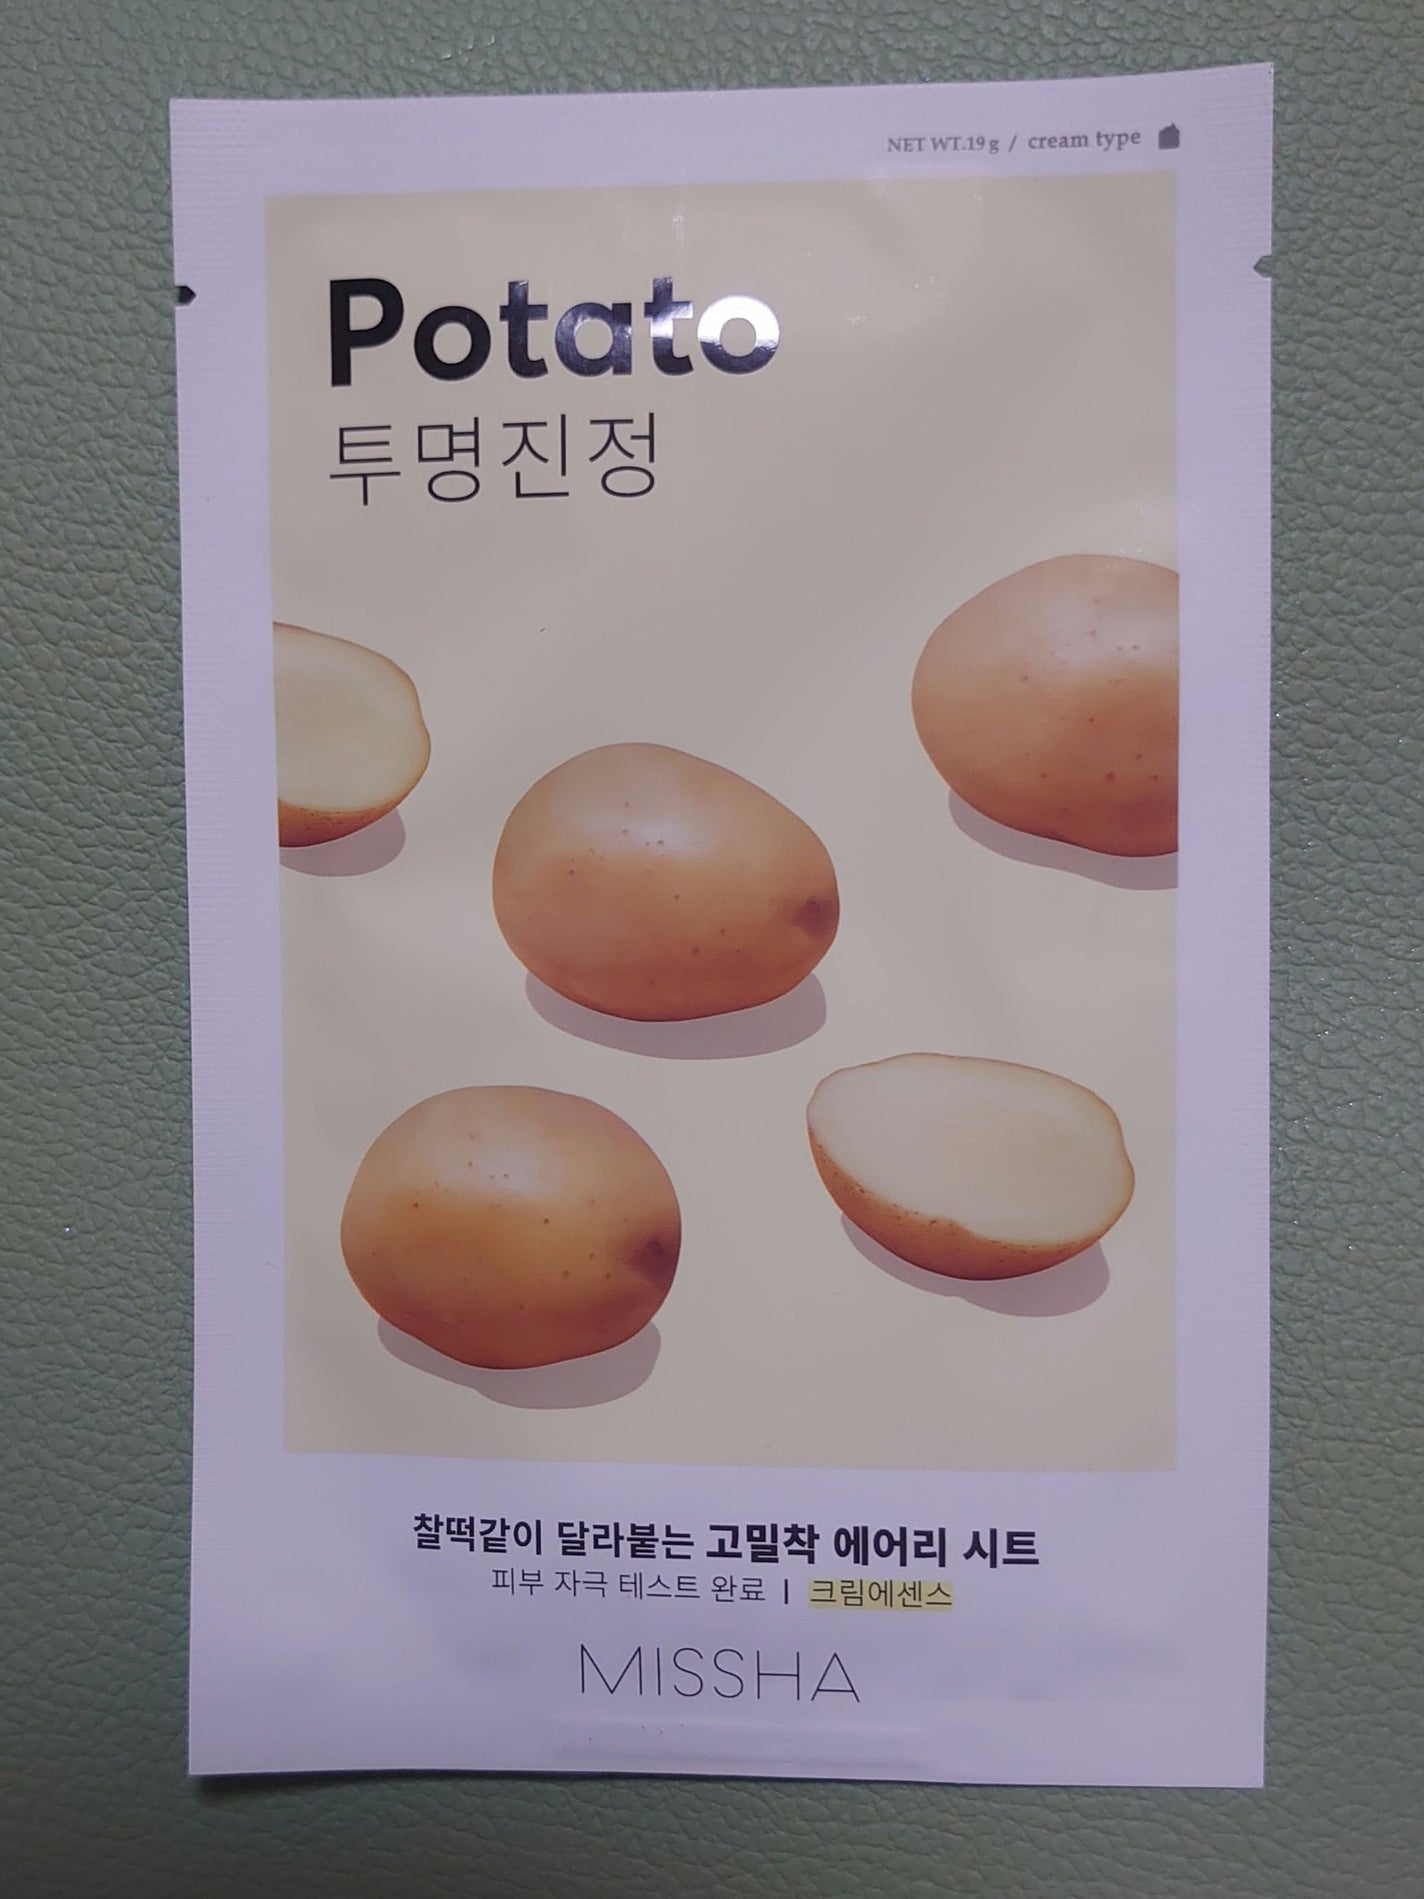 NET WT.19g / cream type
Potato
투명진정
찰떡같이 달라붙는 고밀착 에어리 시트
피부 자극 테스트 완료 | 크림에센스
MISSHA